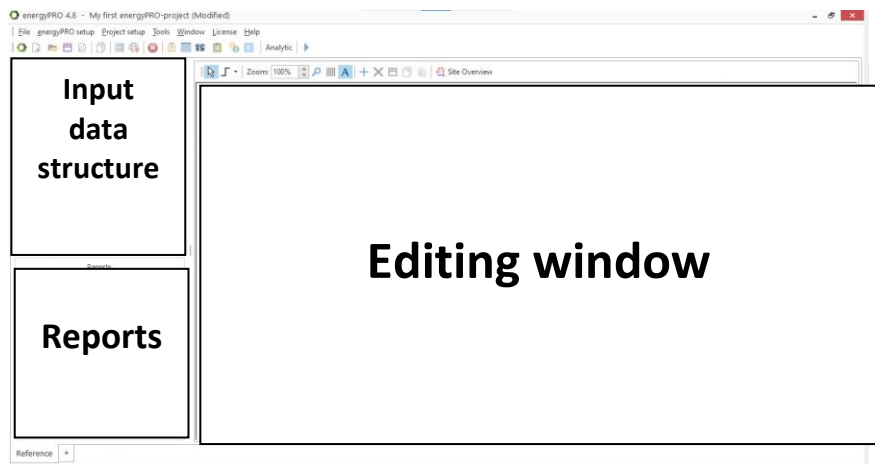 energyPRO 4.8 - My first energyPRO-project (Modified)
File energyPRO setup Project setup Tools Window License Help
Analytic
Zoom: 100% A Site Overview
Input
data
structure
Editing window
Reports
Reports
Reference +